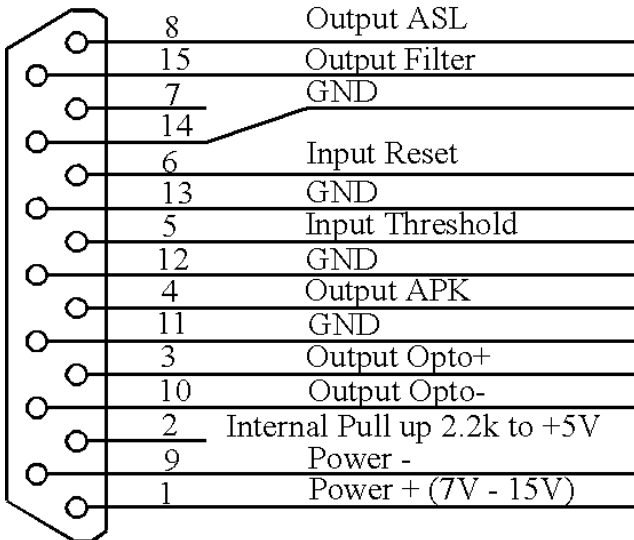 8 Output ASL
15 Output Filter
7 GND
14
6 Input Reset
13 GND
5 Input Threshold
12 GND
4 Output APK
11 GND
3 Output Opto+
10 Output Opto-
2 Internal Pull up 2.2k to +5V
9 Power -
1 Power + (7V - 15V)